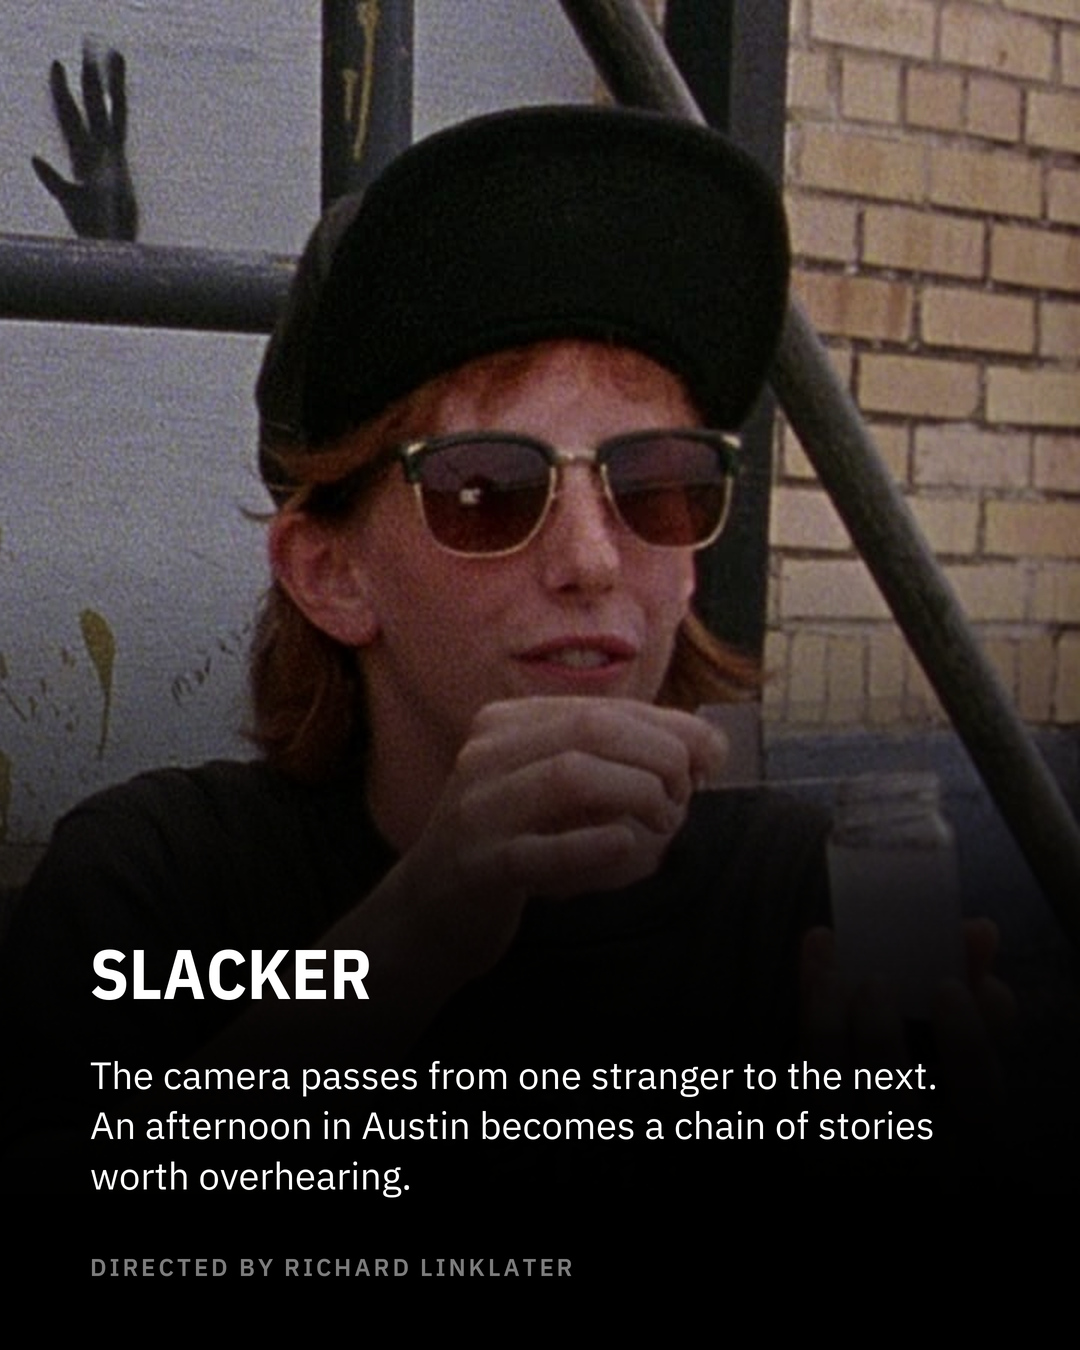 SLACKER
The camera passes from one stranger to the next.
An afternoon in Austin becomes a chain of stories
worth overhearing.
DIRECTED BY RICHARD LINKLATER